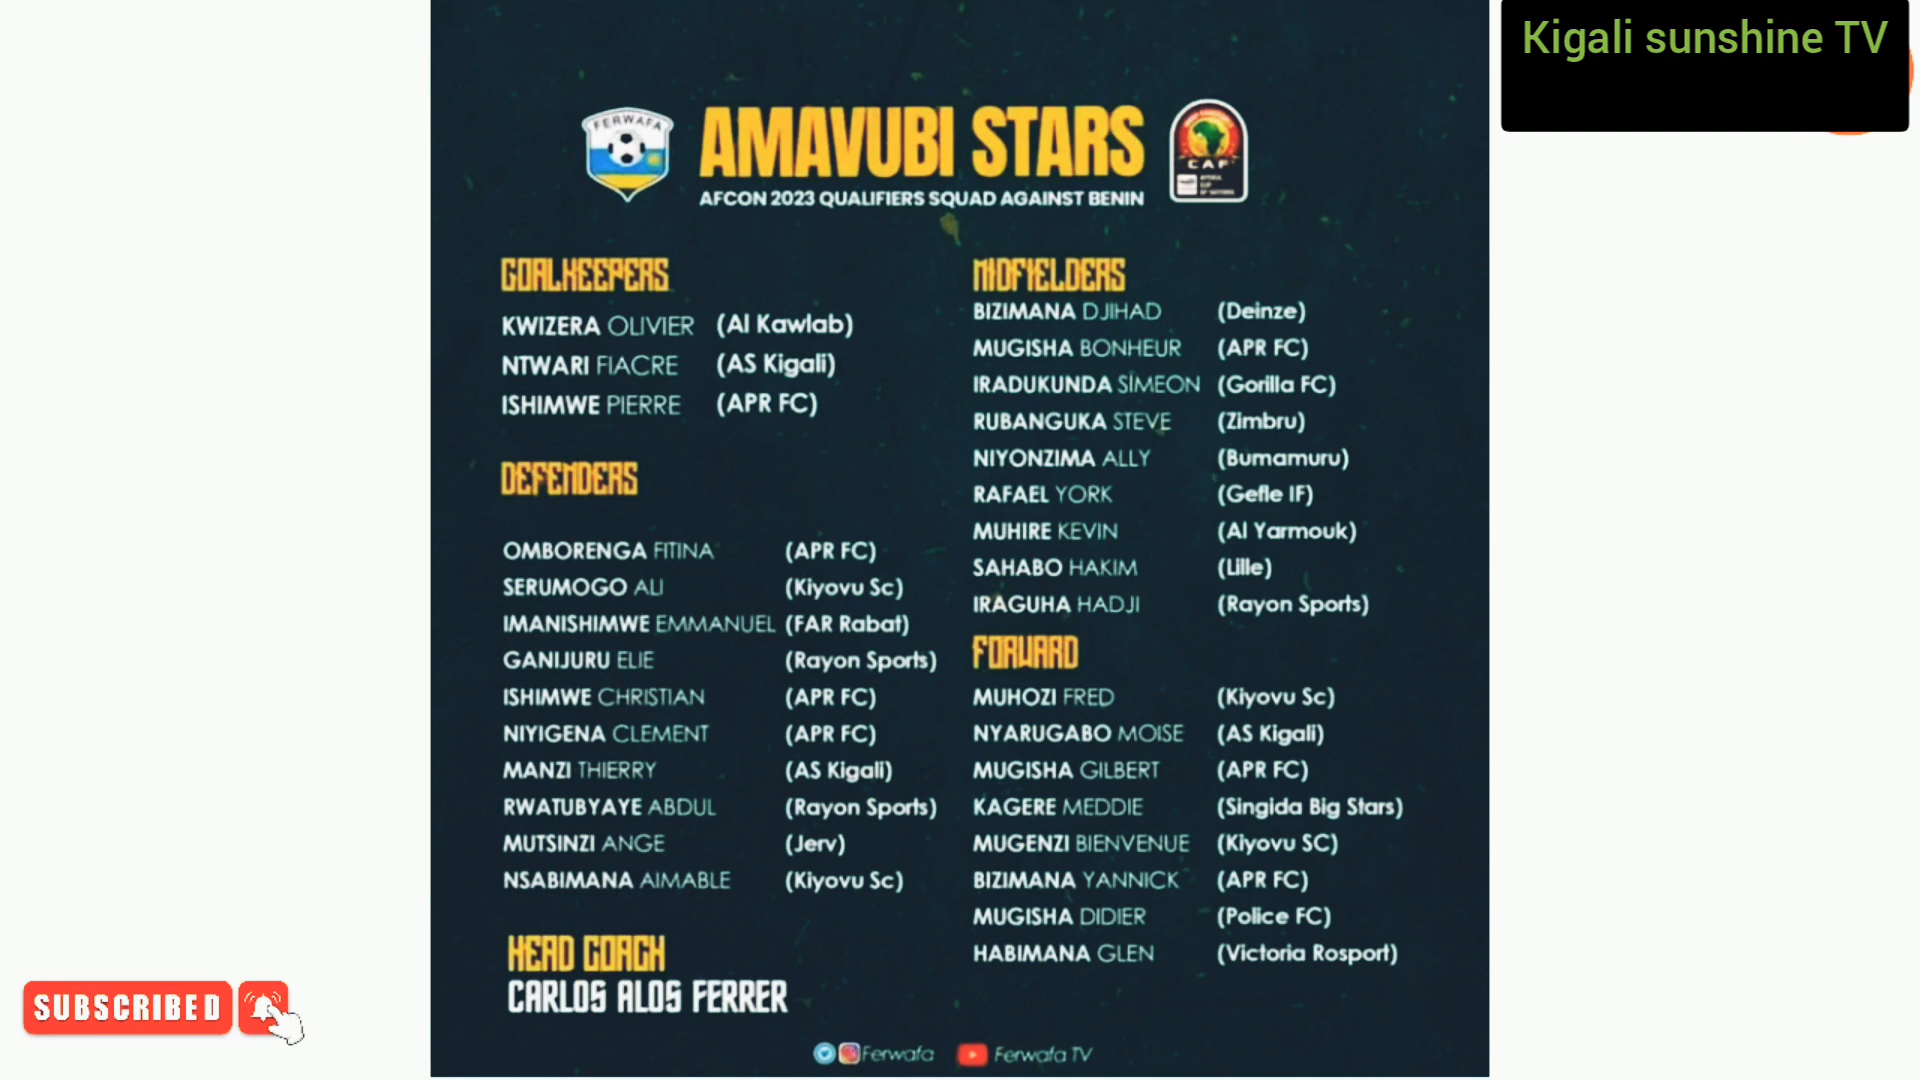 Kigali sunshine TV
FERWAFA
AMAVUBI STARS
CAF
AFCON 2023 QUALIFIERS SQUAD AGAINST BENIN
GOALKEEPERS
KWIZERA OLIVIER (Al Kawlab)
NTWARI FIACRE (AS Kigali)
ISHIMWE PIERRE (APR FC)
DEFENDERS
OMBORENGA FITINA (APR FC)
SERUMOGO ALI (Kiyovu Sc)
IMANISHIMWE EMMANUEL (FAR Rabat)
GANIJURU ELIE (Rayon Sports)
ISHIMWE CHRISTIAN (APR FC)
NIYIGENA CLEMENT (APR FC)
MANZI THIERRY (AS Kigali)
RWATUBYAYE ABDUL (Rayon Sports)
MUTSINZI ANGE (Jerv)
NSABIMANA AIMABLE (Kiyovu Sc)
HEAD COACH
CARLOS ALOS FERRER
MIDFIELDERS
BIZIMANA DJIHAD (Deinze)
MUGISHA BONHEUR (APR FC)
IRADUKUNDA SIMEON (Gorilla FC)
RUBANGUKA STEVE (Zimbru)
NIYONZIMA ALLY (Bumamuru)
RAFAEL YORK (Gefle IF)
MUHIRE KEVIN (Al Yarmouk)
SAHABO HAKIM (Lille)
IRAGUHA HADJI (Rayon Sports)
FORWARD
MUHOZI FRED (Kiyovu Sc)
NYARUGABO MOISE (AS Kigali)
MUGISHA GILBERT (APR FC)
KAGERE MEDDIE (Singida Big Stars)
MUGENZI BIENVENUE (Kiyovu SC)
BIZIMANA YANNICK (APR FC)
MUGISHA DIDIER (Police FC)
HABIMANA GLEN (Victoria Rosport)
Ferwafa Ferwafa TV
SUBSCRIBED